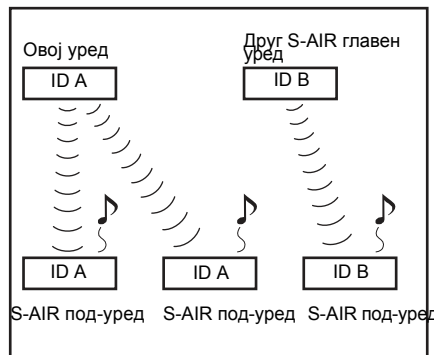 Овој уред
Друг S-AIR главен
уред
ID A
ID B
ID A
ID A
ID B
S-AIR под-уред
S-AIR под-уред
S-AIR под-уред